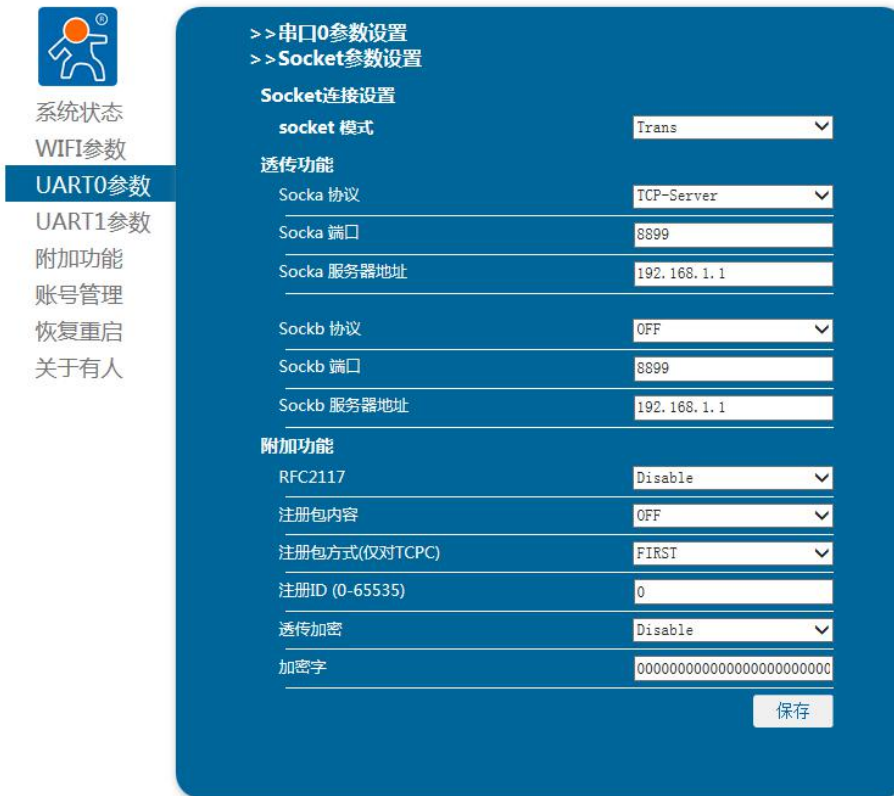 ®
系统状态
WIFI参数
UART0参数
UART1参数
附加功能
账号管理
恢复重启
关于有人
>>串口0参数设置
>>Socket参数设置
Socket连接设置
socket 模式 Trans
透传功能
Socka 协议 TCP-Server
Socka 端口 8899
Socka 服务器地址 192.168.1.1
Sockb 协议 OFF
Sockb 端口 8899
Sockb 服务器地址 192.168.1.1
附加功能
RFC2117 Disable
注册包内容 OFF
注册包方式(仅对TCPC) FIRST
注册ID (0-65535) 0
透传加密 Disable
加密字 000000000000000000000000
保存